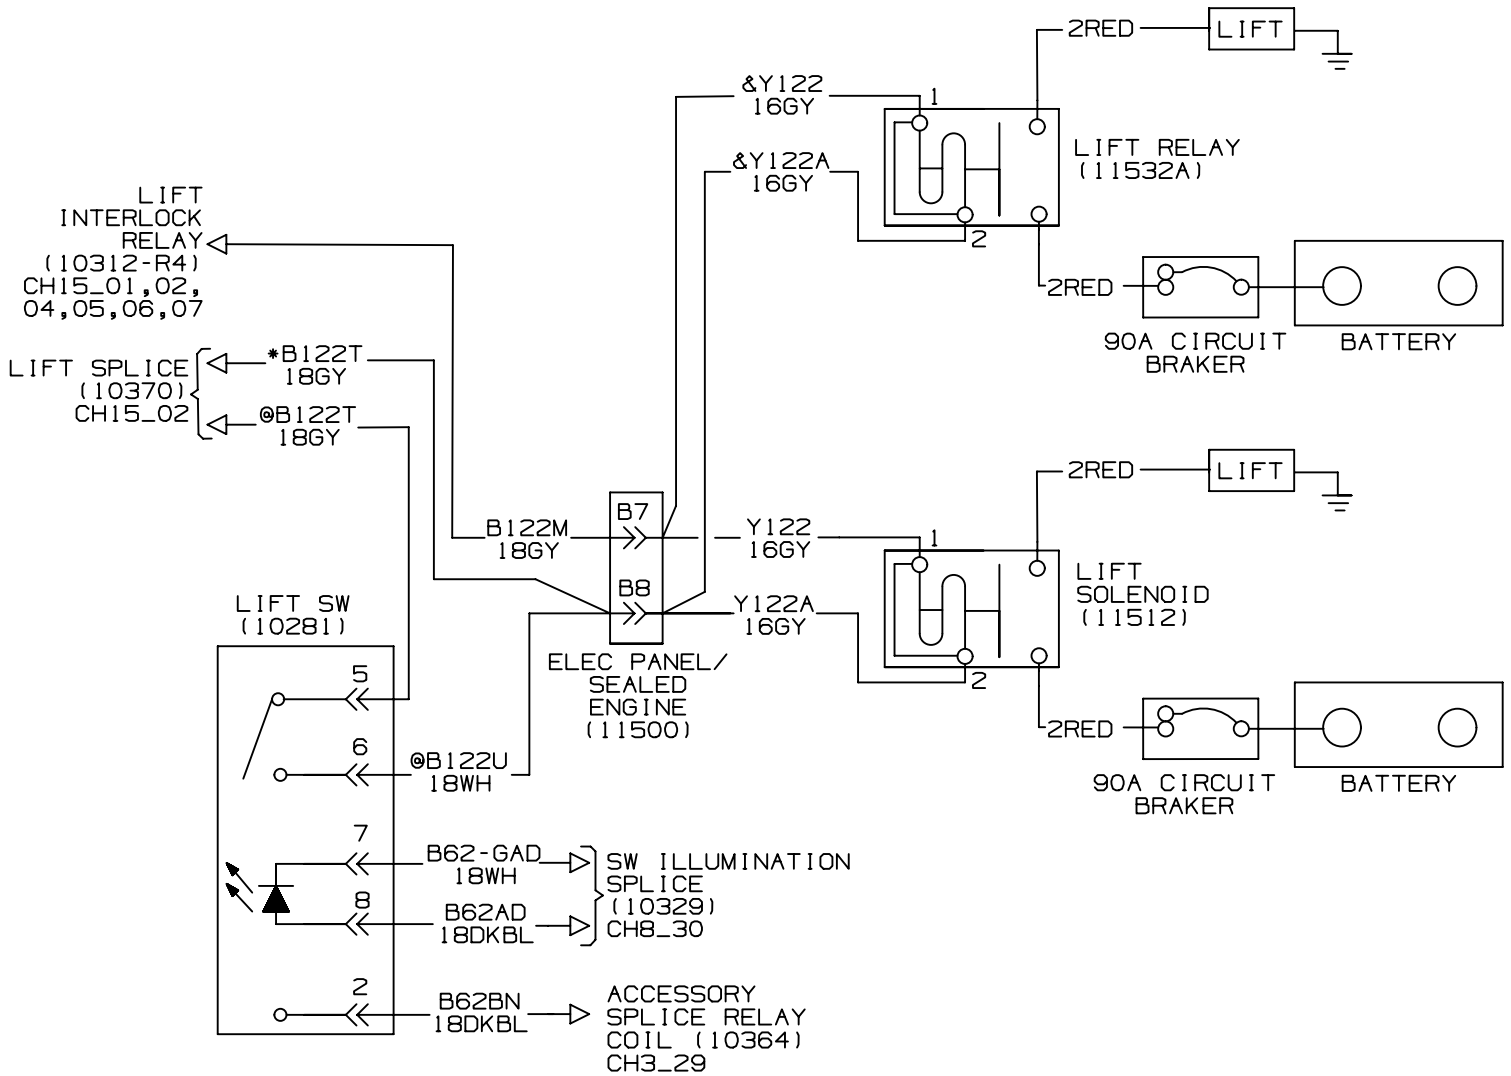 2RED
LIFT
&Y122
16GY
1
LIFT RELAY
(11532A)
&Y122A
16GY
2
2RED
90A CIRCUIT
BRAKER
BATTERY
LIFT
INTERLOCK
RELAY
(10312-R4)
CH15_01,02,
04,05,06,07
LIFT SPLICE
(10370)
CH15_02
*B122T
18GY
@B122T
18GY
2RED
LIFT
B7
B122M
18GY
Y122
16GY
1
LIFT
SOLENOID
(11512)
B8
Y122A
16GY
2
ELEC PANEL/
SEALED
ENGINE
(11500)
2RED
90A CIRCUIT
BRAKER
BATTERY
LIFT SW
(10281)
5
6
@B122U
18WH
7
B62-GAD
18WH
8
B62AD
18DKBL
SW ILLUMINATION
SPLICE
(10329)
CH8_30
2
B62BN
18DKBL
ACCESSORY
SPLICE RELAY
COIL (10364)
CH3_29